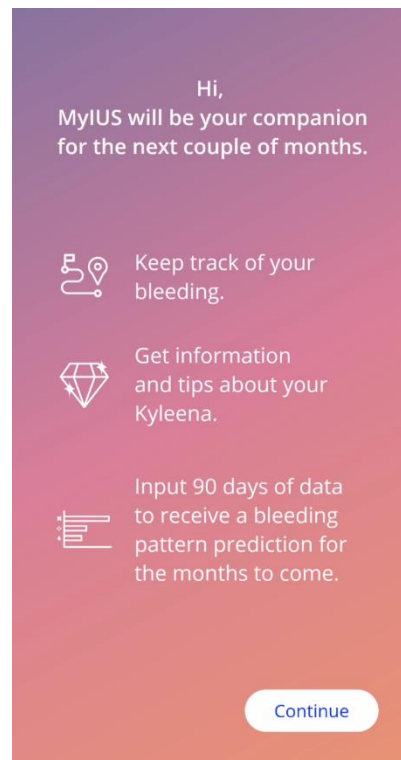 Hi,
MyIUS will be your companion
for the next couple of months.
Keep track of your
bleeding.
Get information
and tips about your
Kyleena.
Input 90 days of data
to receive a bleeding
pattern prediction for
the months to come.
Continue